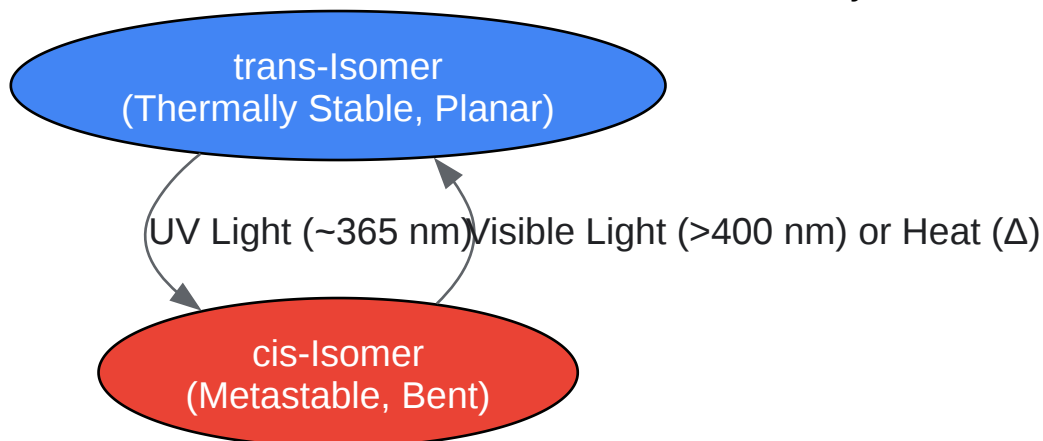 trans-Isomer
(Thermally Stable, Planar)
UV Light (~365 nm)
Visible Light (>400 nm) or Heat (Δ)
cis-Isomer
(Metastable, Bent)